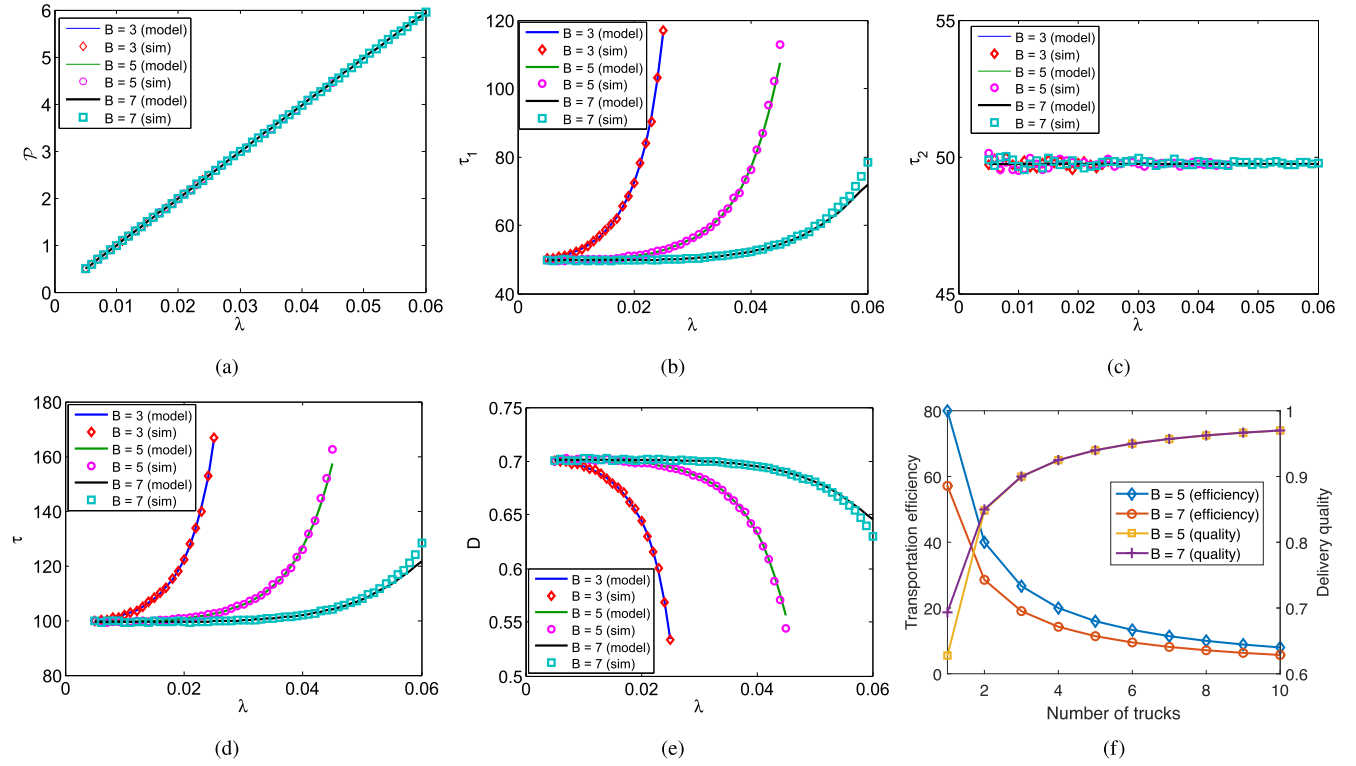 6
5
4
3
2
1
0
0
0.01
0.02
0.03
0.04
0.05
0.06
𝒫
λ
B = 3 (model)
B = 3 (sim)
B = 5 (model)
B = 5 (sim)
B = 7 (model)
B = 7 (sim)
(a)
120
100
80
60
40
0
0.02
0.04
0.06
τ1
λ
B = 3 (model)
B = 3 (sim)
B = 5 (model)
B = 5 (sim)
B = 7 (model)
B = 7 (sim)
(b)
55
50
45
0
0.01
0.02
0.03
0.04
0.05
0.06
τ2
λ
B = 3 (model)
B = 3 (sim)
B = 5 (model)
B = 5 (sim)
B = 7 (model)
B = 7 (sim)
(c)
180
160
140
120
100
80
0
0.02
0.04
0.06
τ
λ
B = 3 (model)
B = 3 (sim)
B = 5 (model)
B = 5 (sim)
B = 7 (model)
B = 7 (sim)
(d)
0.75
0.7
0.65
0.6
0.55
0.5
0
0.02
0.04
0.06
D
λ
B = 3 (model)
B = 3 (sim)
B = 5 (model)
B = 5 (sim)
B = 7 (model)
B = 7 (sim)
(e)
80
60
40
20
0
2
4
6
8
10
1
0.9
0.8
0.7
0.6
Transportation efficiency
Delivery quality
Number of trucks
B = 5 (efficiency)
B = 7 (efficiency)
B = 5 (quality)
B = 7 (quality)
(f)